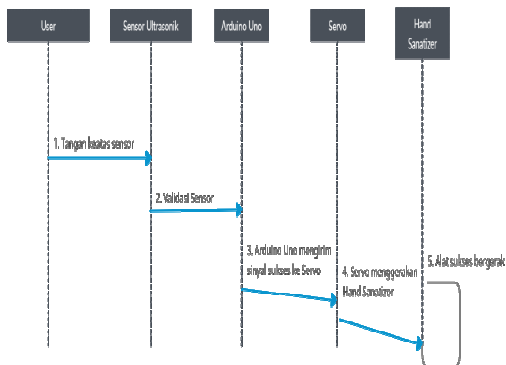 User
Sensor Ultrasonik
Arduino Uno
Servo
Hand
Sanatizer
1. Tangan keatas sensor
2. Validasi Sensor
3. Arduino Uno mengirim
sinyal sukses ke Servo
4. Servo menggerakan
Hand Sanatizor
5. Alat sukses bergerak